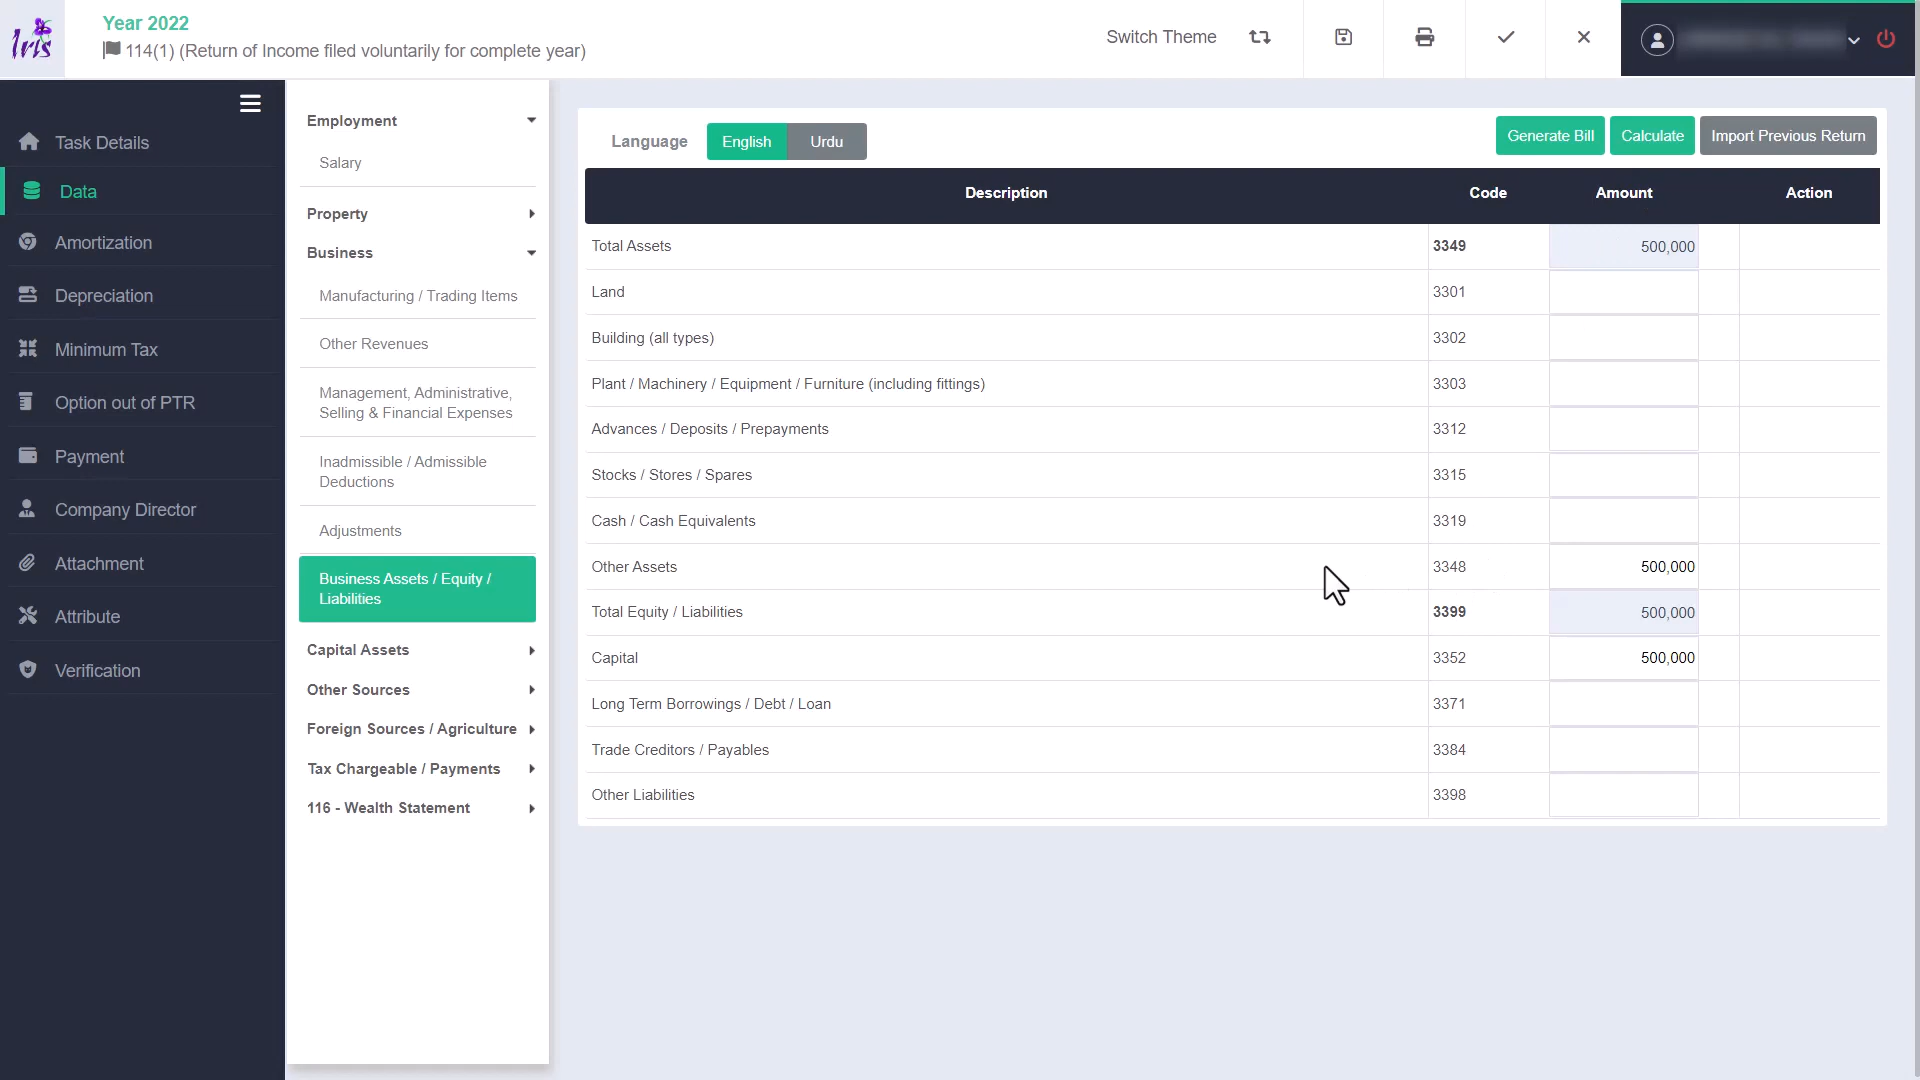 Iris
Year 2022
114(1) (Return of Income filed voluntarily for complete year)
Switch Theme
Task Details
Data
Amortization
Depreciation
Minimum Tax
Option out of PTR
Payment
Company Director
Attachment
Attribute
Verification
Employment
Salary
Property
Business
Manufacturing / Trading Items
Other Revenues
Management, Administrative,
Selling & Financial Expenses
Inadmissible / Admissible
Deductions
Adjustments
Business Assets / Equity /
Liabilities
Capital Assets
Other Sources
Foreign Sources / Agriculture
Tax Chargeable / Payments
116 - Wealth Statement
Language English Urdu
Generate Bill Calculate Import Previous Return
Description Code Amount Action
Total Assets 3349 500,000
Land 3301
Building (all types) 3302
Plant / Machinery / Equipment / Furniture (including fittings) 3303
Advances / Deposits / Prepayments 3312
Stocks / Stores / Spares 3315
Cash / Cash Equivalents 3319
Other Assets 3348 500,000
Total Equity / Liabilities 3399 500,000
Capital 3352 500,000
Long Term Borrowings / Debt / Loan 3371
Trade Creditors / Payables 3384
Other Liabilities 3398